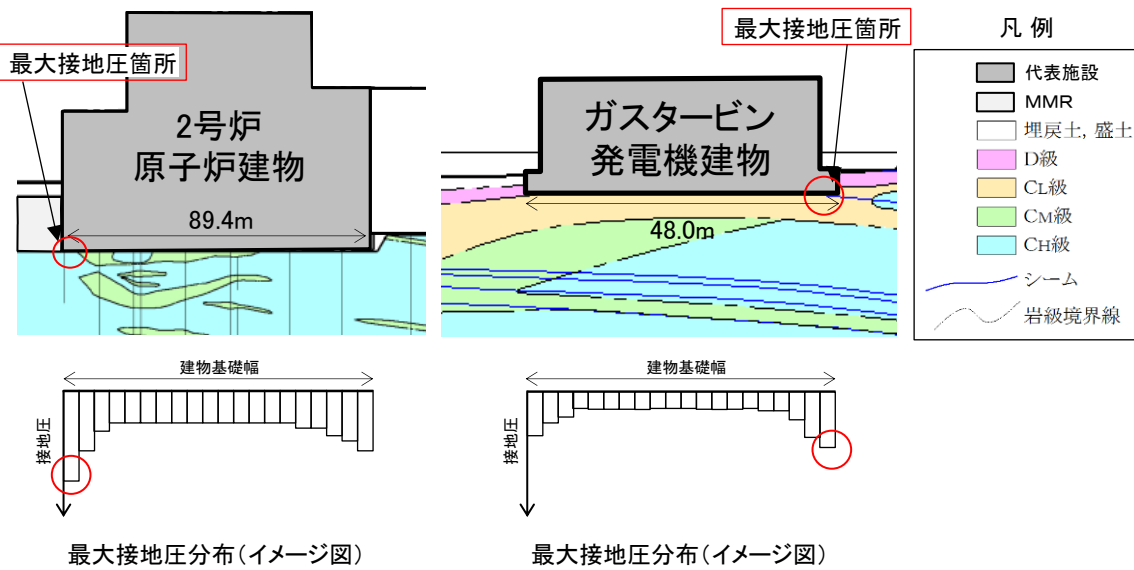 最大接地圧箇所
2号炉
原子炉建物
89.4m
建物基礎幅
接地圧
最大接地圧分布(イメージ図)
最大接地圧箇所
ガスタービン
発電機建物
48.0m
建物基礎幅
接地圧
最大接地圧分布(イメージ図)
凡 例
代表施設
MMR
埋戻土, 盛土
D級
CL級
CM級
CH級
シーム
岩級境界線